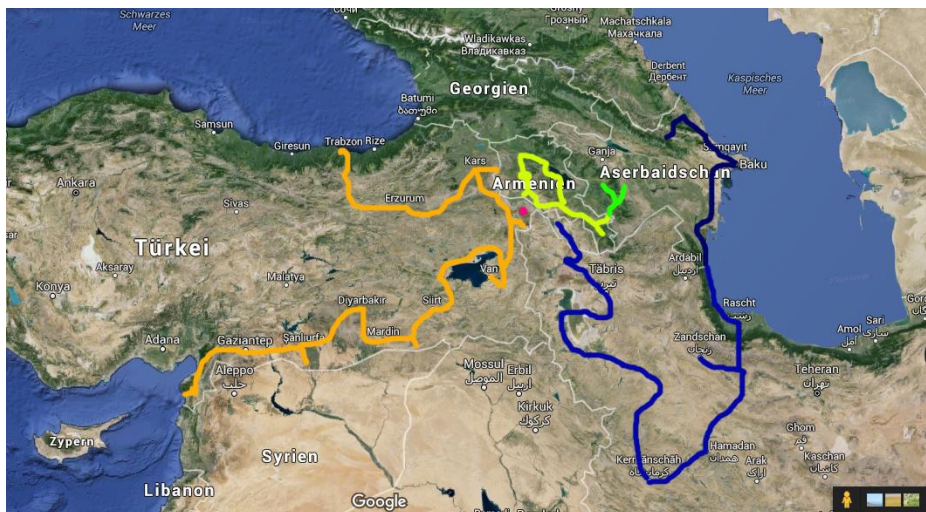 Schwarzes
Meer
Сочи
Грозный
Machatschkala
Махачкала
Wladikawkas
Владикавказ
Derbent
Дербент
Kaspisches
Meer
Georgien
Batumi
ბათუმი
Samsun
Giresun
Trabzon
Rize
Ganja
Sumqayit
Baku
Kars
Armenien
Aserbaidschan
Ankara
Sivas
Erzurum
Türkei
Van
Täbris
تبریز
Ardabil
اردبیل
Aksaray
Malatya
Konya
Siirt
Diyarbakır
Rascht
رشت
Mardin
Şanlıurfa
Gaziantep
Adana
Zandschan
زنجان
Amol
آمل
Sari
ساری
Aleppo
حلب
Mossul
الموصل
Erbil
اربيل
Teheran
تهران
Kirkuk
كركوك
Zypern
Syrien
Hamadan
همدان
Ghom
قم
Kermānschāh
کرمانشاه
Arak
اراک
Kaschan
کاشان
Libanon
Google